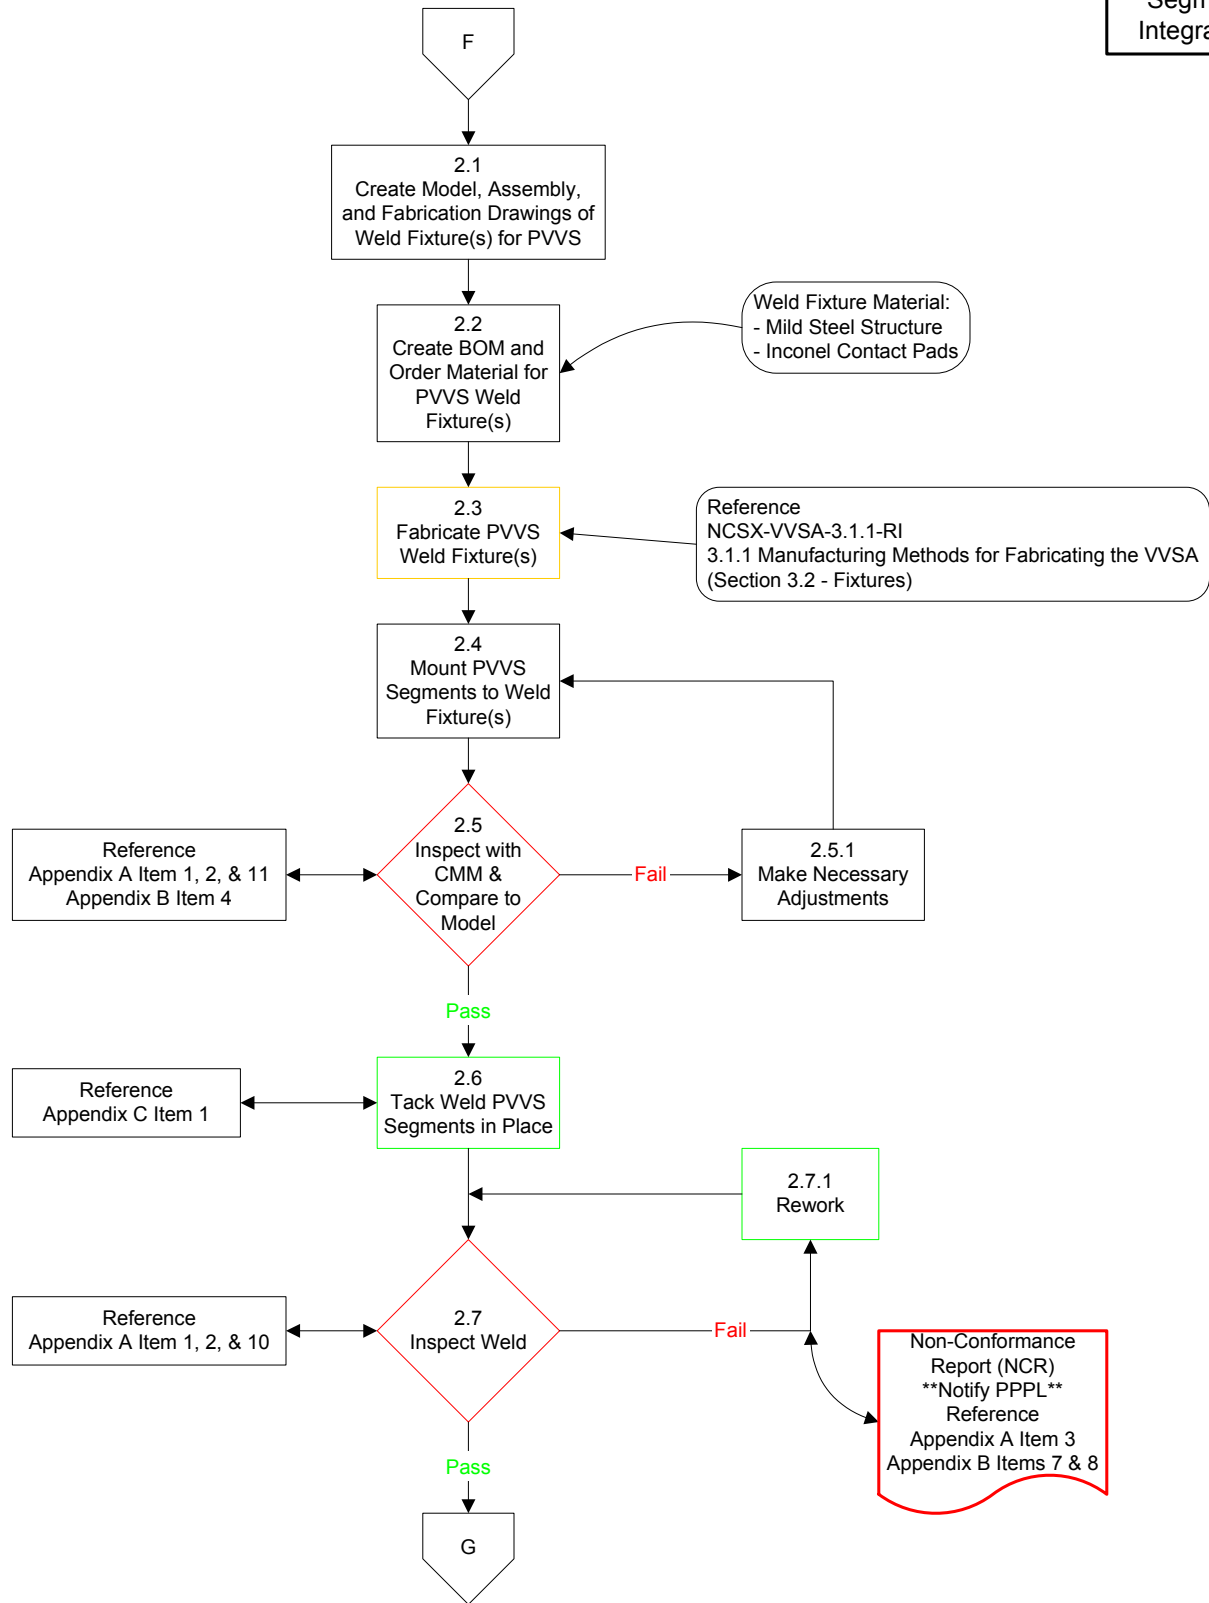 Segm
Integra
F
2.1
Create Model, Assembly,
and Fabrication Drawings of
Weld Fixture(s) for PVVS
2.2
Create BOM and
Order Material for
PVVS Weld
Fixture(s)
Weld Fixture Material:
- Mild Steel Structure
- Inconel Contact Pads
2.3
Fabricate PVVS
Weld Fixture(s)
Reference
NCSX-VVSA-3.1.1-RI
3.1.1 Manufacturing Methods for Fabricating the VVSA
(Section 3.2 - Fixtures)
2.4
Mount PVVS
Segments to Weld
Fixture(s)
2.5
Inspect with
CMM &
Compare to
Model
Reference
Appendix A Item 1, 2, & 11
Appendix B Item 4
Fail
2.5.1
Make Necessary
Adjustments
Pass
2.6
Tack Weld PVVS
Segments in Place
Reference
Appendix C Item 1
2.7.1
Rework
2.7
Inspect Weld
Reference
Appendix A Item 1, 2, & 10
Fail
Non-Conformance
Report (NCR)
**Notify PPPL**
Reference
Appendix A Item 3
Appendix B Items 7 & 8
Pass
G